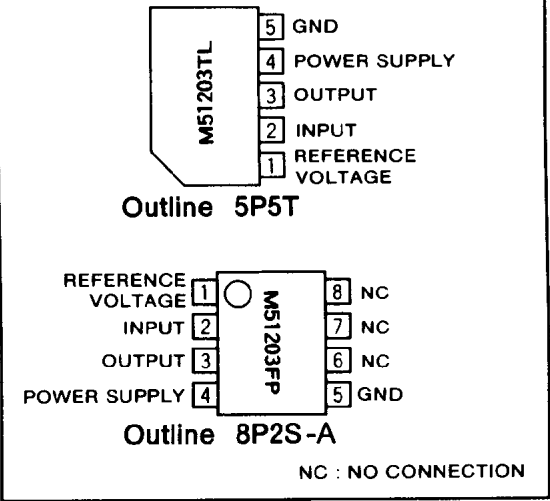 M51203TL
5 GND
4 POWER SUPPLY
3 OUTPUT
2 INPUT
1 REFERENCE
VOLTAGE
Outline 5P5T
REFERENCE
VOLTAGE 1
INPUT 2
OUTPUT 3
POWER SUPPLY 4
M51203FP
8 NC
7 NC
6 NC
5 GND
Outline 8P2S-A
NC : NO CONNECTION